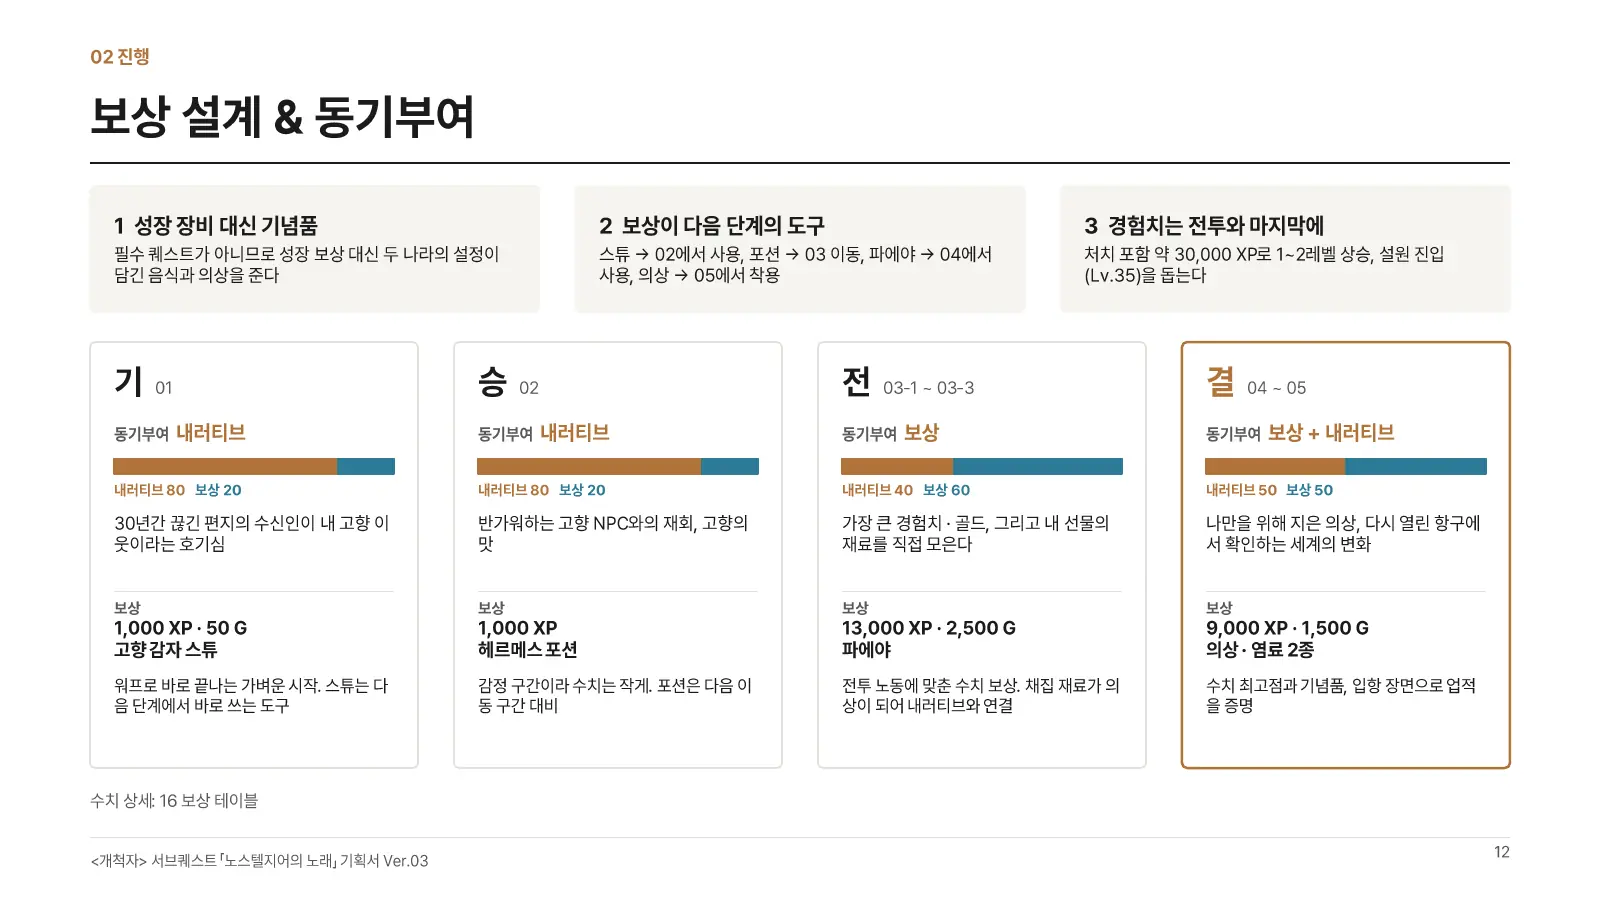 02 진행
보상 설계 & 동기부여
1 성장 장비 대신 기념품
필수 퀘스트가 아니므로 성장 보상 대신 두 나라의 설정이
담긴 음식과 의상을 준다
2 보상이 다음 단계의 도구
스튜 → 02에서 사용, 포션 → 03 이동, 파에야 → 04에서
사용, 의상 → 05에서 착용
3 경험치는 전투와 마지막에
처치 포함 약 30,000 XP로 1~2레벨 상승, 설원 진입
(Lv.35)을 돕는다
기 01
동기부여 내러티브
내러티브 80 보상 20
30년간 끊긴 편지의 수신인이 내 고향 이
웃이라는 호기심
보상
1,000 XP · 50 G
고향 감자 스튜
워프로 바로 끝나는 가벼운 시작. 스튜는 다
음 단계에서 바로 쓰는 도구
승 02
동기부여 내러티브
내러티브 80 보상 20
반가워하는 고향 NPC와의 재회, 고향의
맛
보상
1,000 XP
헤르메스 포션
감정 구간이라 수치는 작게. 포션은 다음 이
동 구간 대비
전 03-1 ~ 03-3
동기부여 보상
내러티브 40 보상 60
가장 큰 경험치 · 골드, 그리고 내 선물의
재료를 직접 모은다
보상
13,000 XP · 2,500 G
파에야
전투 노동에 맞춘 수치 보상. 채집 재료가 의
상이 되어 내러티브와 연결
결 04 ~ 05
동기부여 보상 + 내러티브
내러티브 50 보상 50
나만을 위해 지은 의상, 다시 열린 항구에
서 확인하는 세계의 변화
보상
9,000 XP · 1,500 G
의상 · 염료 2종
수치 최고점과 기념품, 입항 장면으로 업적
을 증명
수치 상세: 16 보상 테이블
<개척자> 서브퀘스트 「노스텔지어의 노래」 기획서 Ver.03
12